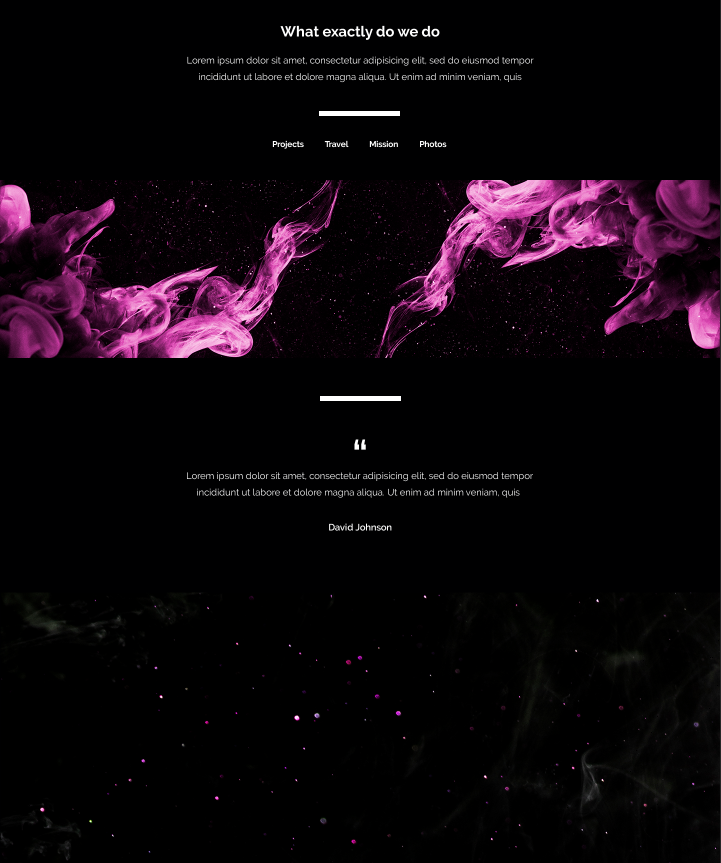 What exactly do we do
Lorem ipsum dolor sit amet, consectetur adipisicing elit, sed do eiusmod tempor
incididunt ut labore et dolore magna aliqua. Ut enim ad minim veniam, quis
Projects Travel Mission Photos
“
Lorem ipsum dolor sit amet, consectetur adipisicing elit, sed do eiusmod tempor
incididunt ut labore et dolore magna aliqua. Ut enim ad minim veniam, quis
David Johnson